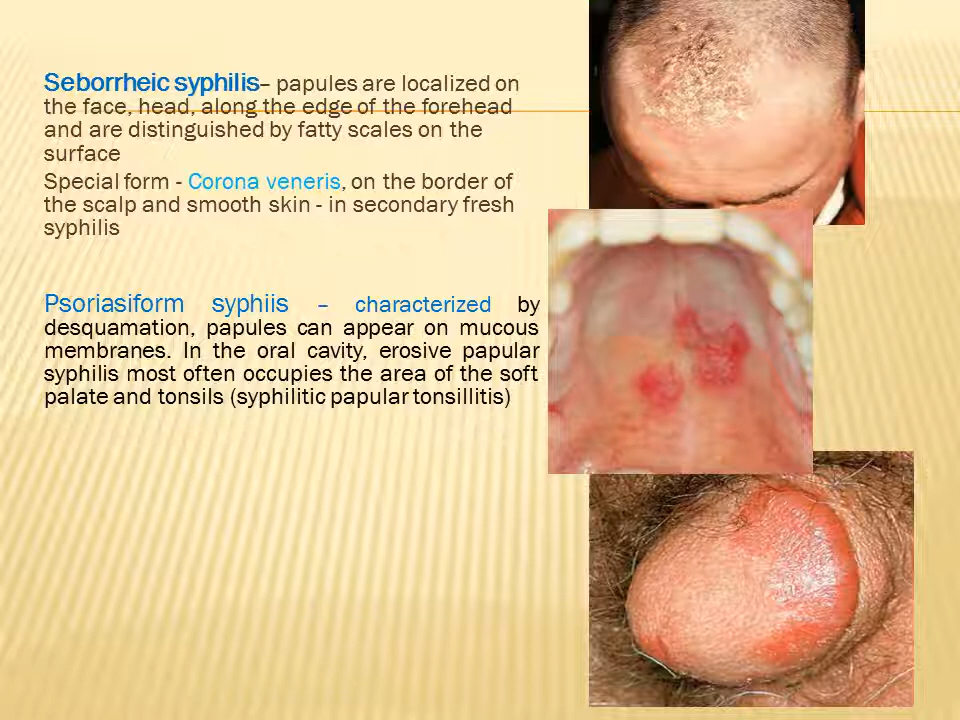 Seborrheic syphilis– papules are localized on
the face, head, along the edge of the forehead
and are distinguished by fatty scales on the
surface
Special form - Corona veneris, on the border of
the scalp and smooth skin - in secondary fresh
syphilis
Psoriasiform syphiis – characterized by
desquamation, papules can appear on mucous
membranes. In the oral cavity, erosive papular
syphilis most often occupies the area of the soft
palate and tonsils (syphilitic papular tonsillitis)